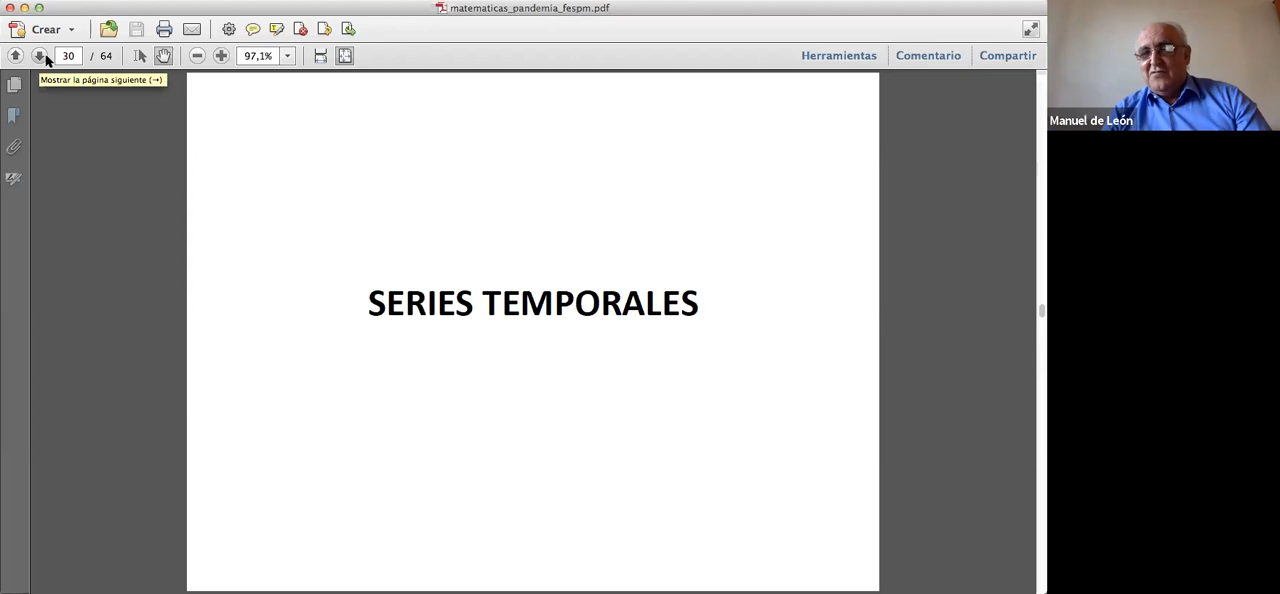 matematicas_pandemia_fespm.pdf
Crear
30 / 64
97,1%
Herramientas
Comentario
Compartir
Mostrar la página siguiente (→)
SERIES TEMPORALES
Manuel de León